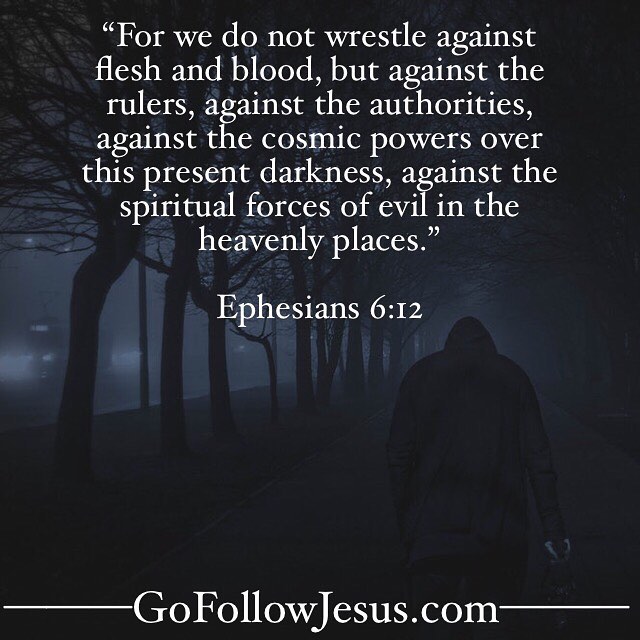 “For we do not wrestle against
flesh and blood, but against the
rulers, against the authorities,
against the cosmic powers over
this present darkness, against the
spiritual forces of evil in the
heavenly places.”
Ephesians 6:12
GoFollowJesus.com